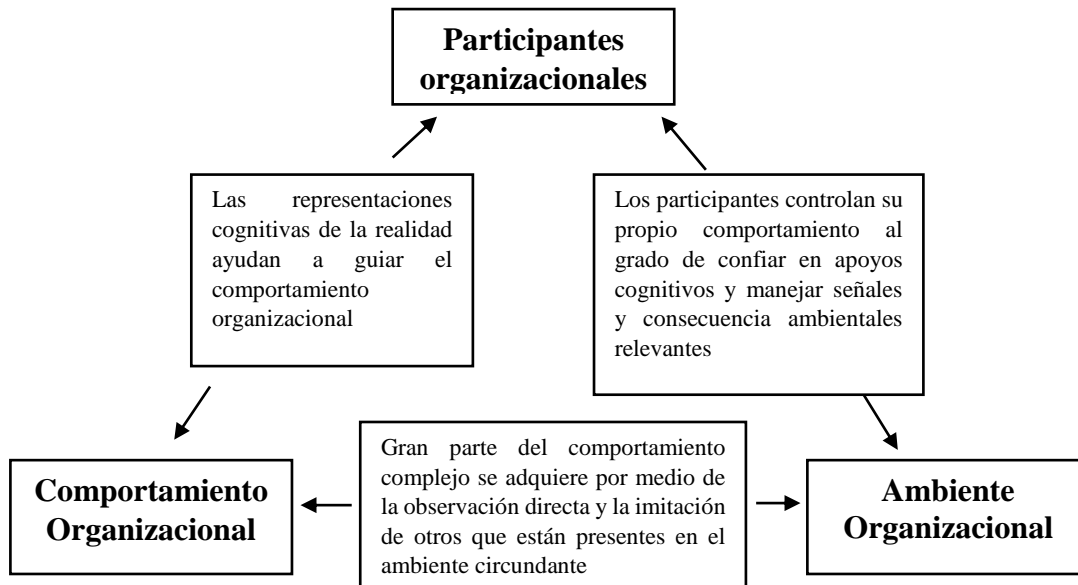 Participantes
organizacionales
Las representaciones
cognitivas de la realidad
ayudan a guiar el
comportamiento
organizacional
Los participantes controlan su
propio comportamiento al
grado de confiar en apoyos
cognitivos y manejar señales
y consecuencia ambientales
relevantes
Comportamiento
Organizacional
Gran parte del comportamiento
complejo se adquiere por medio de
la observación directa y la imitación
de otros que están presentes en el
ambiente circundante
Ambiente
Organizacional